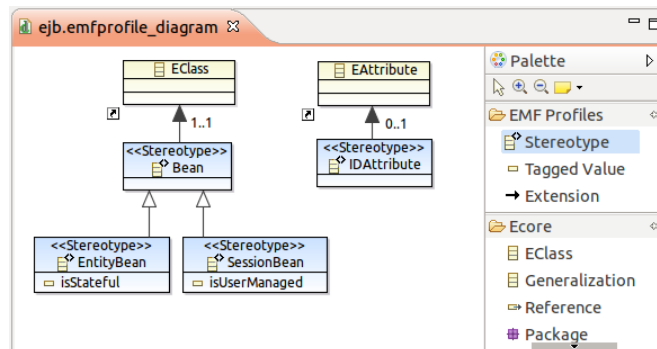 ejb.emfprofile_diagram
EClass
EAttribute
1..1
0..1
<<Stereotype>>
Bean
<<Stereotype>>
IDAttribute
<<Stereotype>>
EntityBean
isStateful
<<Stereotype>>
SessionBean
isUserManaged
Palette
EMF Profiles
Stereotype
Tagged Value
Extension
Ecore
EClass
Generalization
Reference
Package